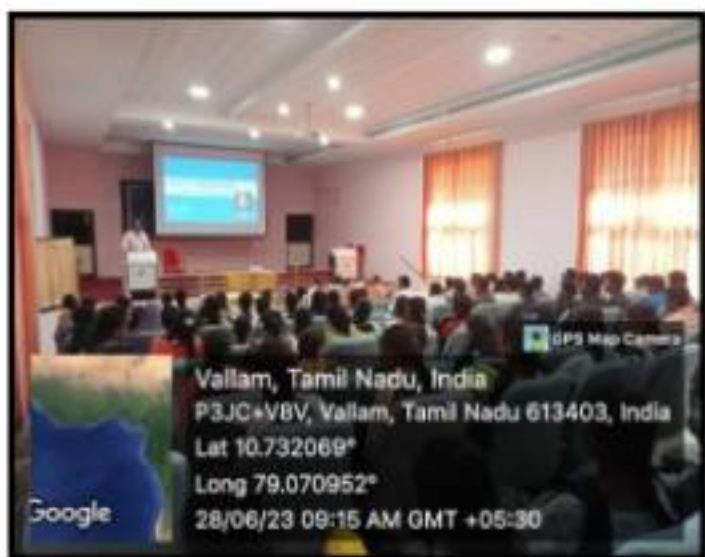 GPS Map Camera
Vallam, Tamil Nadu, India
P3JC+V8V, Vallam, Tamil Nadu 613403, India
Lat 10.732069°
Long 79.070952°
28/06/23 09:15 AM GMT +05:30
Google